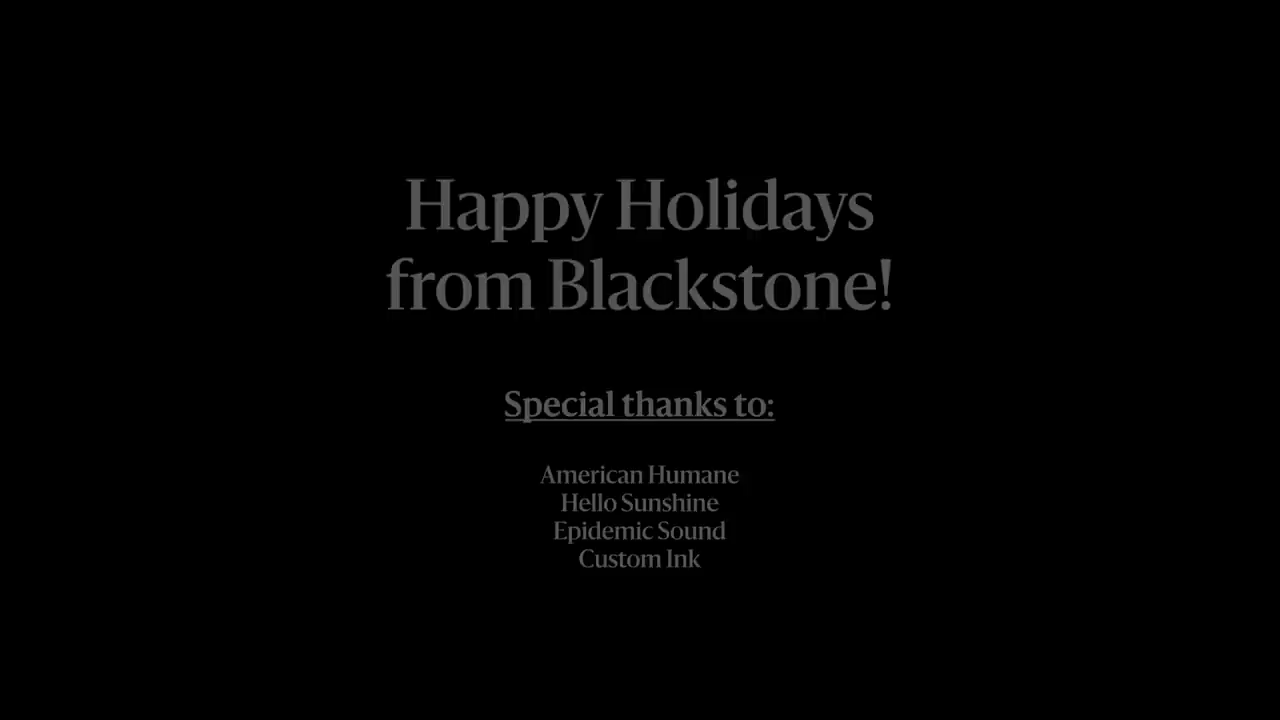 Happy Holidays
from Blackstone!
Special thanks to:
American Humane
Hello Sunshine
Epidemic Sound
Custom Ink